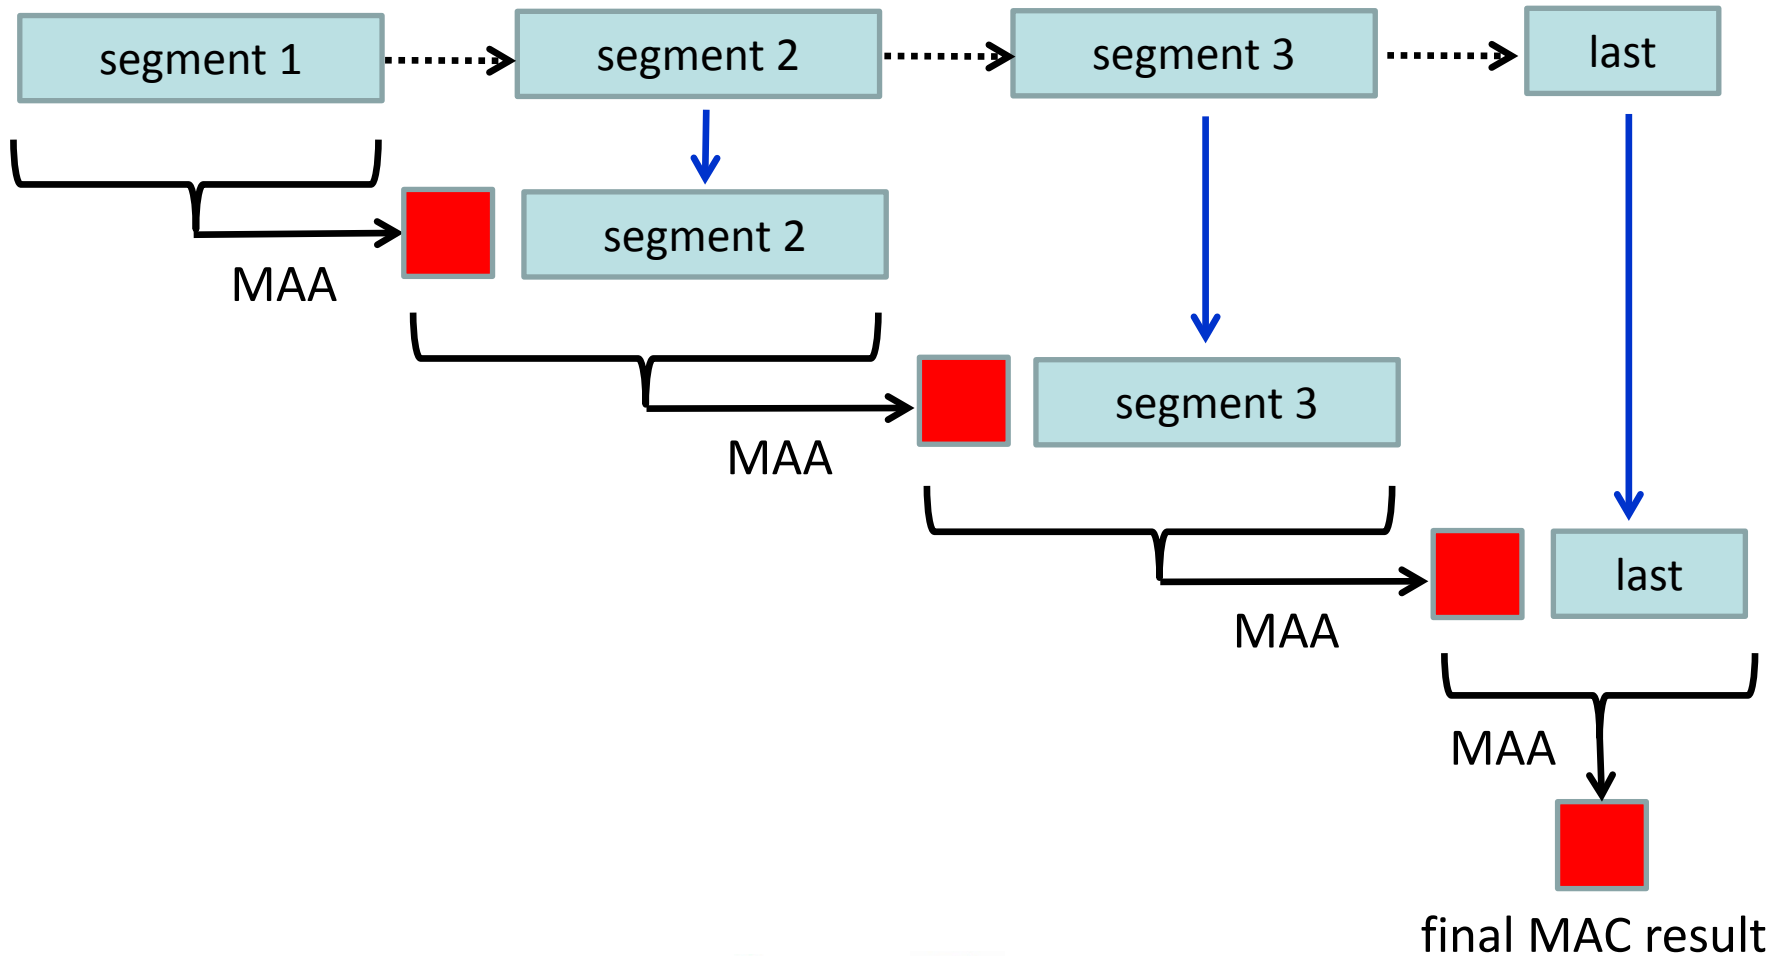 segment 1
segment 2
segment 3
last
segment 2
MAA
segment 3
MAA
last
MAA
MAA
final MAC result